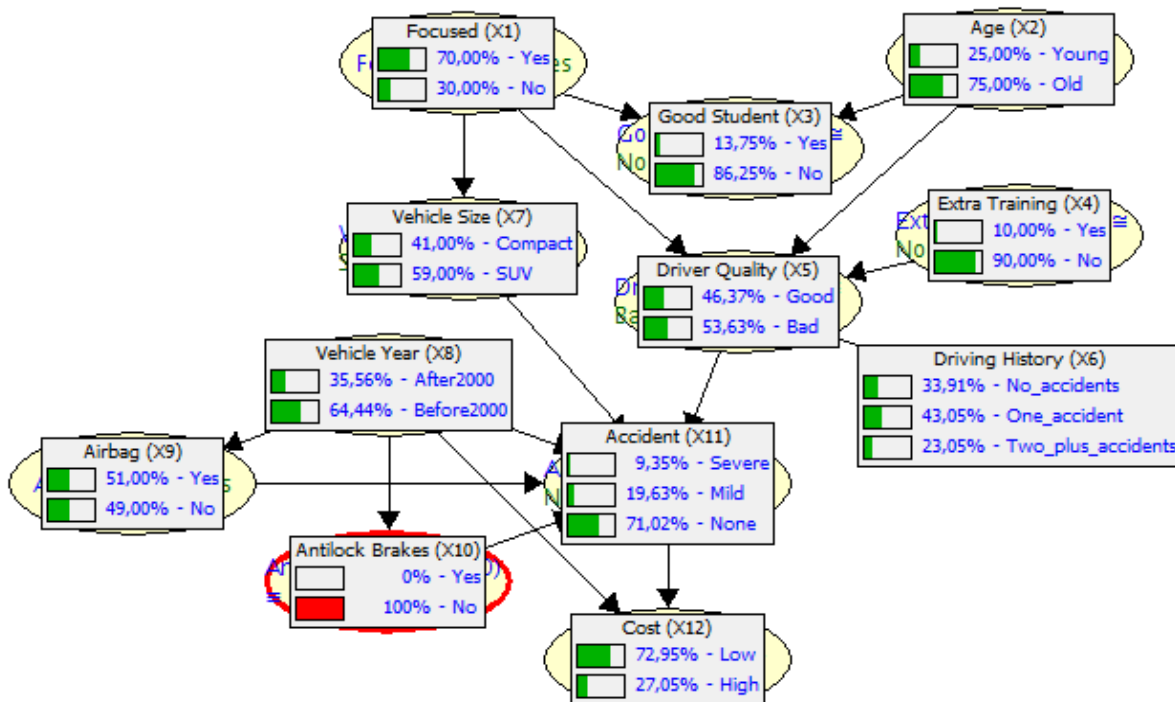 Focused (X1)
70,00% - Yes
30,00% - No
Age (X2)
25,00% - Young
75,00% - Old
Good Student (X3)
13,75% - Yes
86,25% - No
Vehicle Size (X7)
41,00% - Compact
59,00% - SUV
Extra Training (X4)
10,00% - Yes
90,00% - No
Driver Quality (X5)
46,37% - Good
53,63% - Bad
Vehicle Year (X8)
35,56% - After2000
64,44% - Before2000
Driving History (X6)
33,91% - No_accidents
43,05% - One_accident
23,05% - Two_plus_accidents
Airbag (X9)
51,00% - Yes
49,00% - No
Accident (X11)
9,35% - Severe
19,63% - Mild
71,02% - None
Antilock Brakes (X10)
0% - Yes
100% - No
Cost (X12)
72,95% - Low
27,05% - High